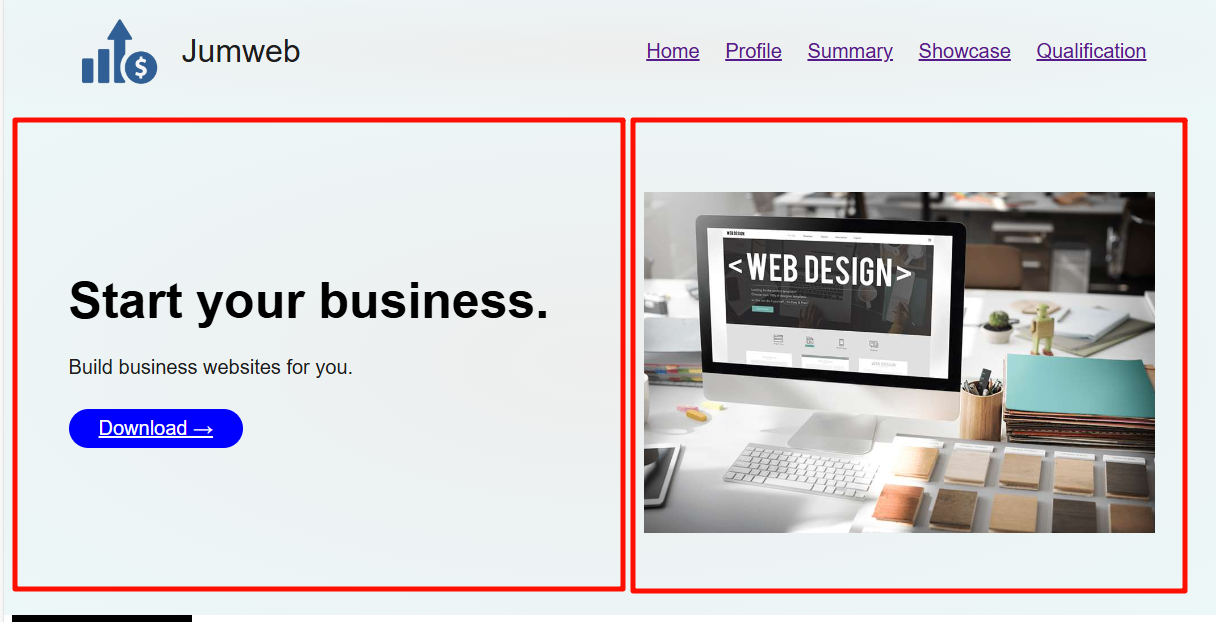 Jumweb
Home Profile Summary Showcase Qualification
Start your business.
Build business websites for you.
Download →
WEB DESIGN
<WEB DESIGN>